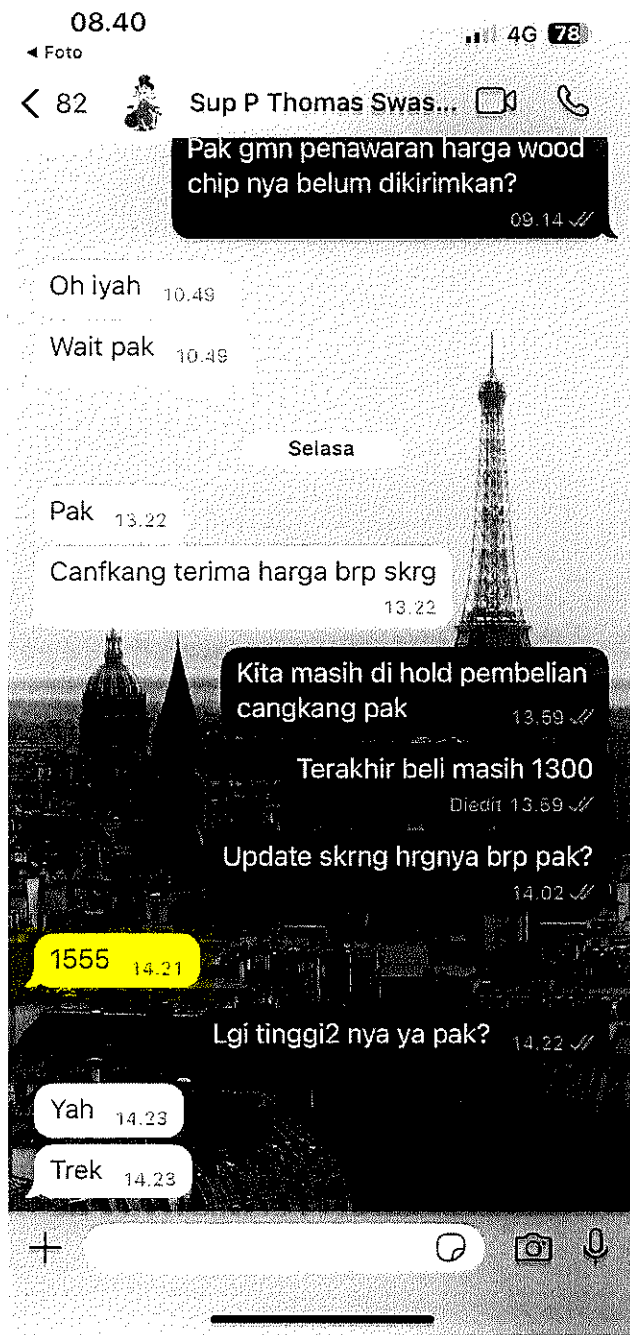 08.40
4G 78
◀ Foto
82 Sup P Thomas Swas...
Pak gmn penawaran harga wood
chip nya belum dikirimkan?
09.14
Oh iyah 10.49
Wait pak 10.49
Selasa
Pak 13.22
Canfkang terima harga brp skrg
13.22
Kita masih di hold pembelian
cangkang pak 13.59
Terakhir beli masih 1300
Diedit 13.59
Update skrng hrgnya brp pak?
14.02
1555 14.21
Lgi tinggi2 nya ya pak? 14.22
Yah 14.23
Trek 14.23